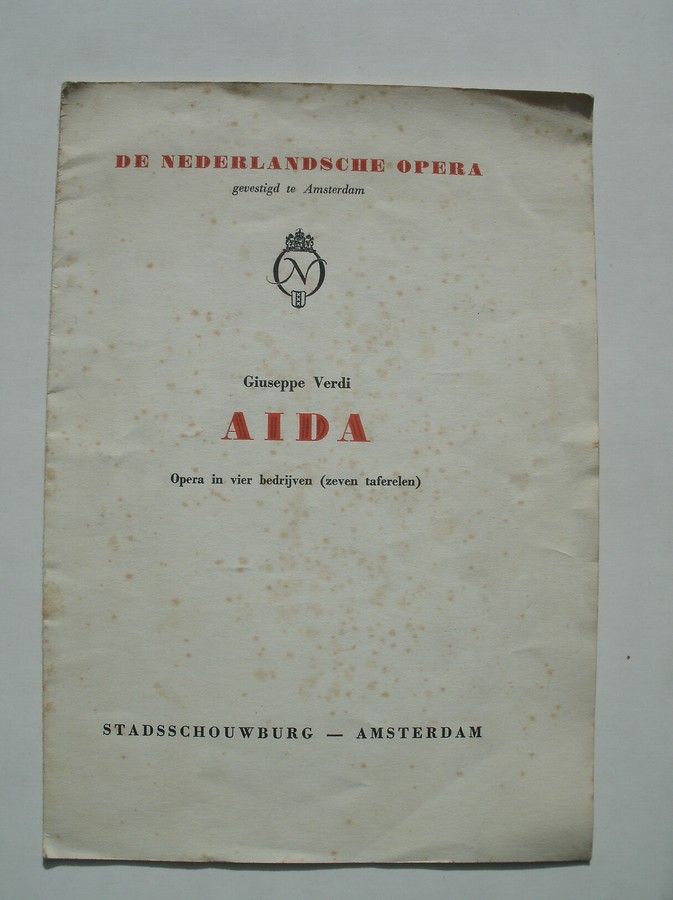 DE NEDERLANDSCHE OPERA
gevestigd te Amsterdam
N
Giuseppe Verdi
AIDA
Opera in vier bedrijven (zeven taferelen)
STADSSCHOUWBURG — AMSTERDAM